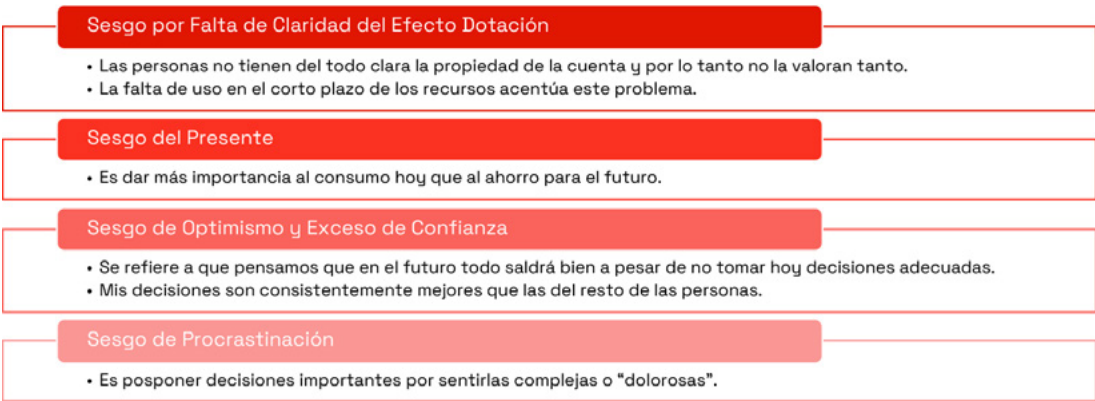 Sesgo por Falta de Claridad del Efecto Dotación
• Las personas no tienen del todo clara la propiedad de la cuenta y por lo tanto no la valoran tanto.
• La falta de uso en el corto plazo de los recursos acentúa este problema.
Sesgo del Presente
• Es dar más importancia al consumo hoy que al ahorro para el futuro.
Sesgo de Optimismo y Exceso de Confianza
• Se refiere a que pensamos que en el futuro todo saldrá bien a pesar de no tomar hoy decisiones adecuadas.
• Mis decisiones son consistentemente mejores que las del resto de las personas.
Sesgo de Procrastinación
• Es posponer decisiones importantes por sentirlas complejas o “dolorosas”.